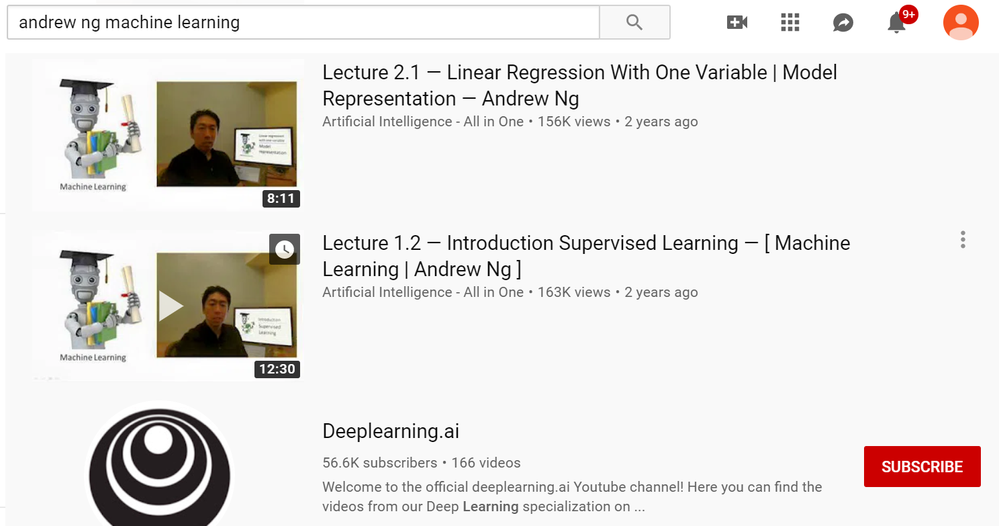 andrew ng machine learning
9+
Lecture 2.1 — Linear Regression With One Variable | Model
Representation — Andrew Ng
Artificial Intelligence - All in One • 156K views • 2 years ago
Machine Learning
Linear regression
with one variable
Model
Representation
8:11
Lecture 1.2 — Introduction Supervised Learning — [ Machine
Learning | Andrew Ng ]
Artificial Intelligence - All in One • 163K views • 2 years ago
Machine Learning
Introduction
Supervised
Learning
12:30
Deeplearning.ai
56.6K subscribers • 166 videos
Welcome to the official deeplearning.ai Youtube channel! Here you can find the
videos from our Deep Learning specialization on ...
SUBSCRIBE